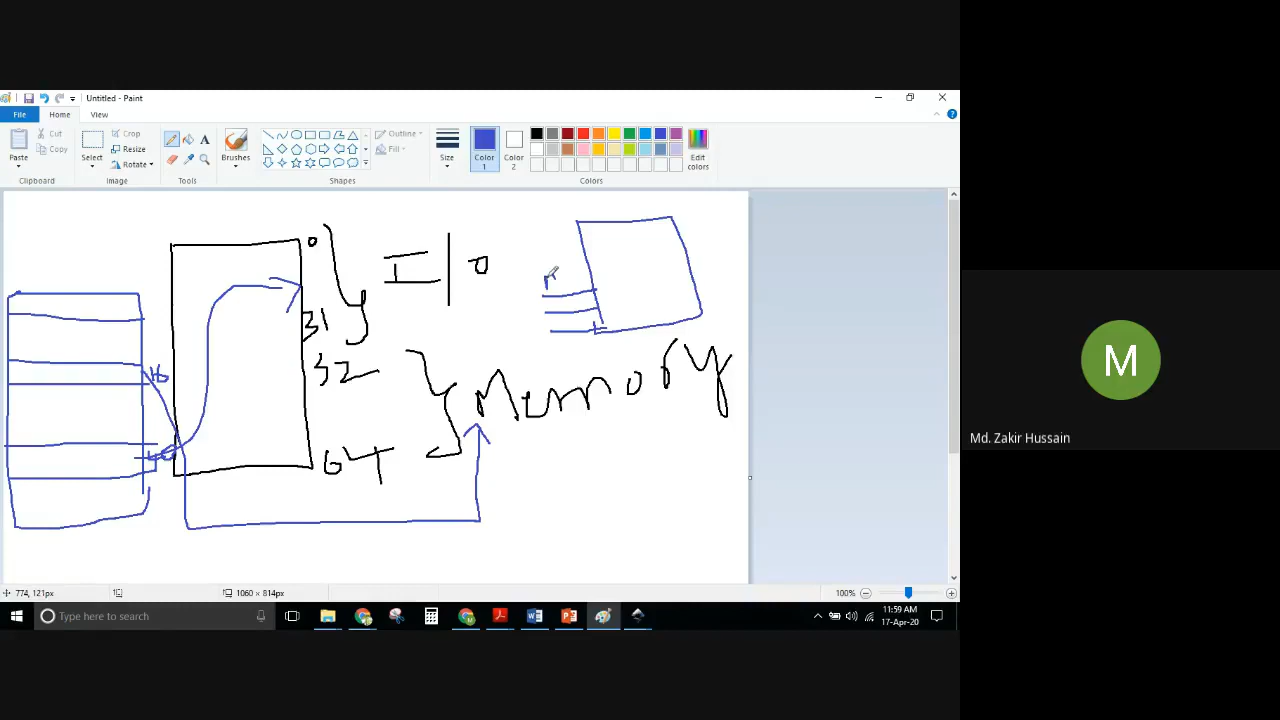 Untitled - Paint
File
Home
View
Paste
Cut
Copy
Clipboard
Select
Crop
Resize
Rotate
Image
Tools
Brushes
Shapes
Outline
Fill
Size
Color 1
Color 2
Edit colors
Colors
0
I/O
31
32
Memory
64
M
Md. Zakir Hussain
774, 121px
1060 × 814px
100%
Type here to search
11:59 AM
17-Apr-20